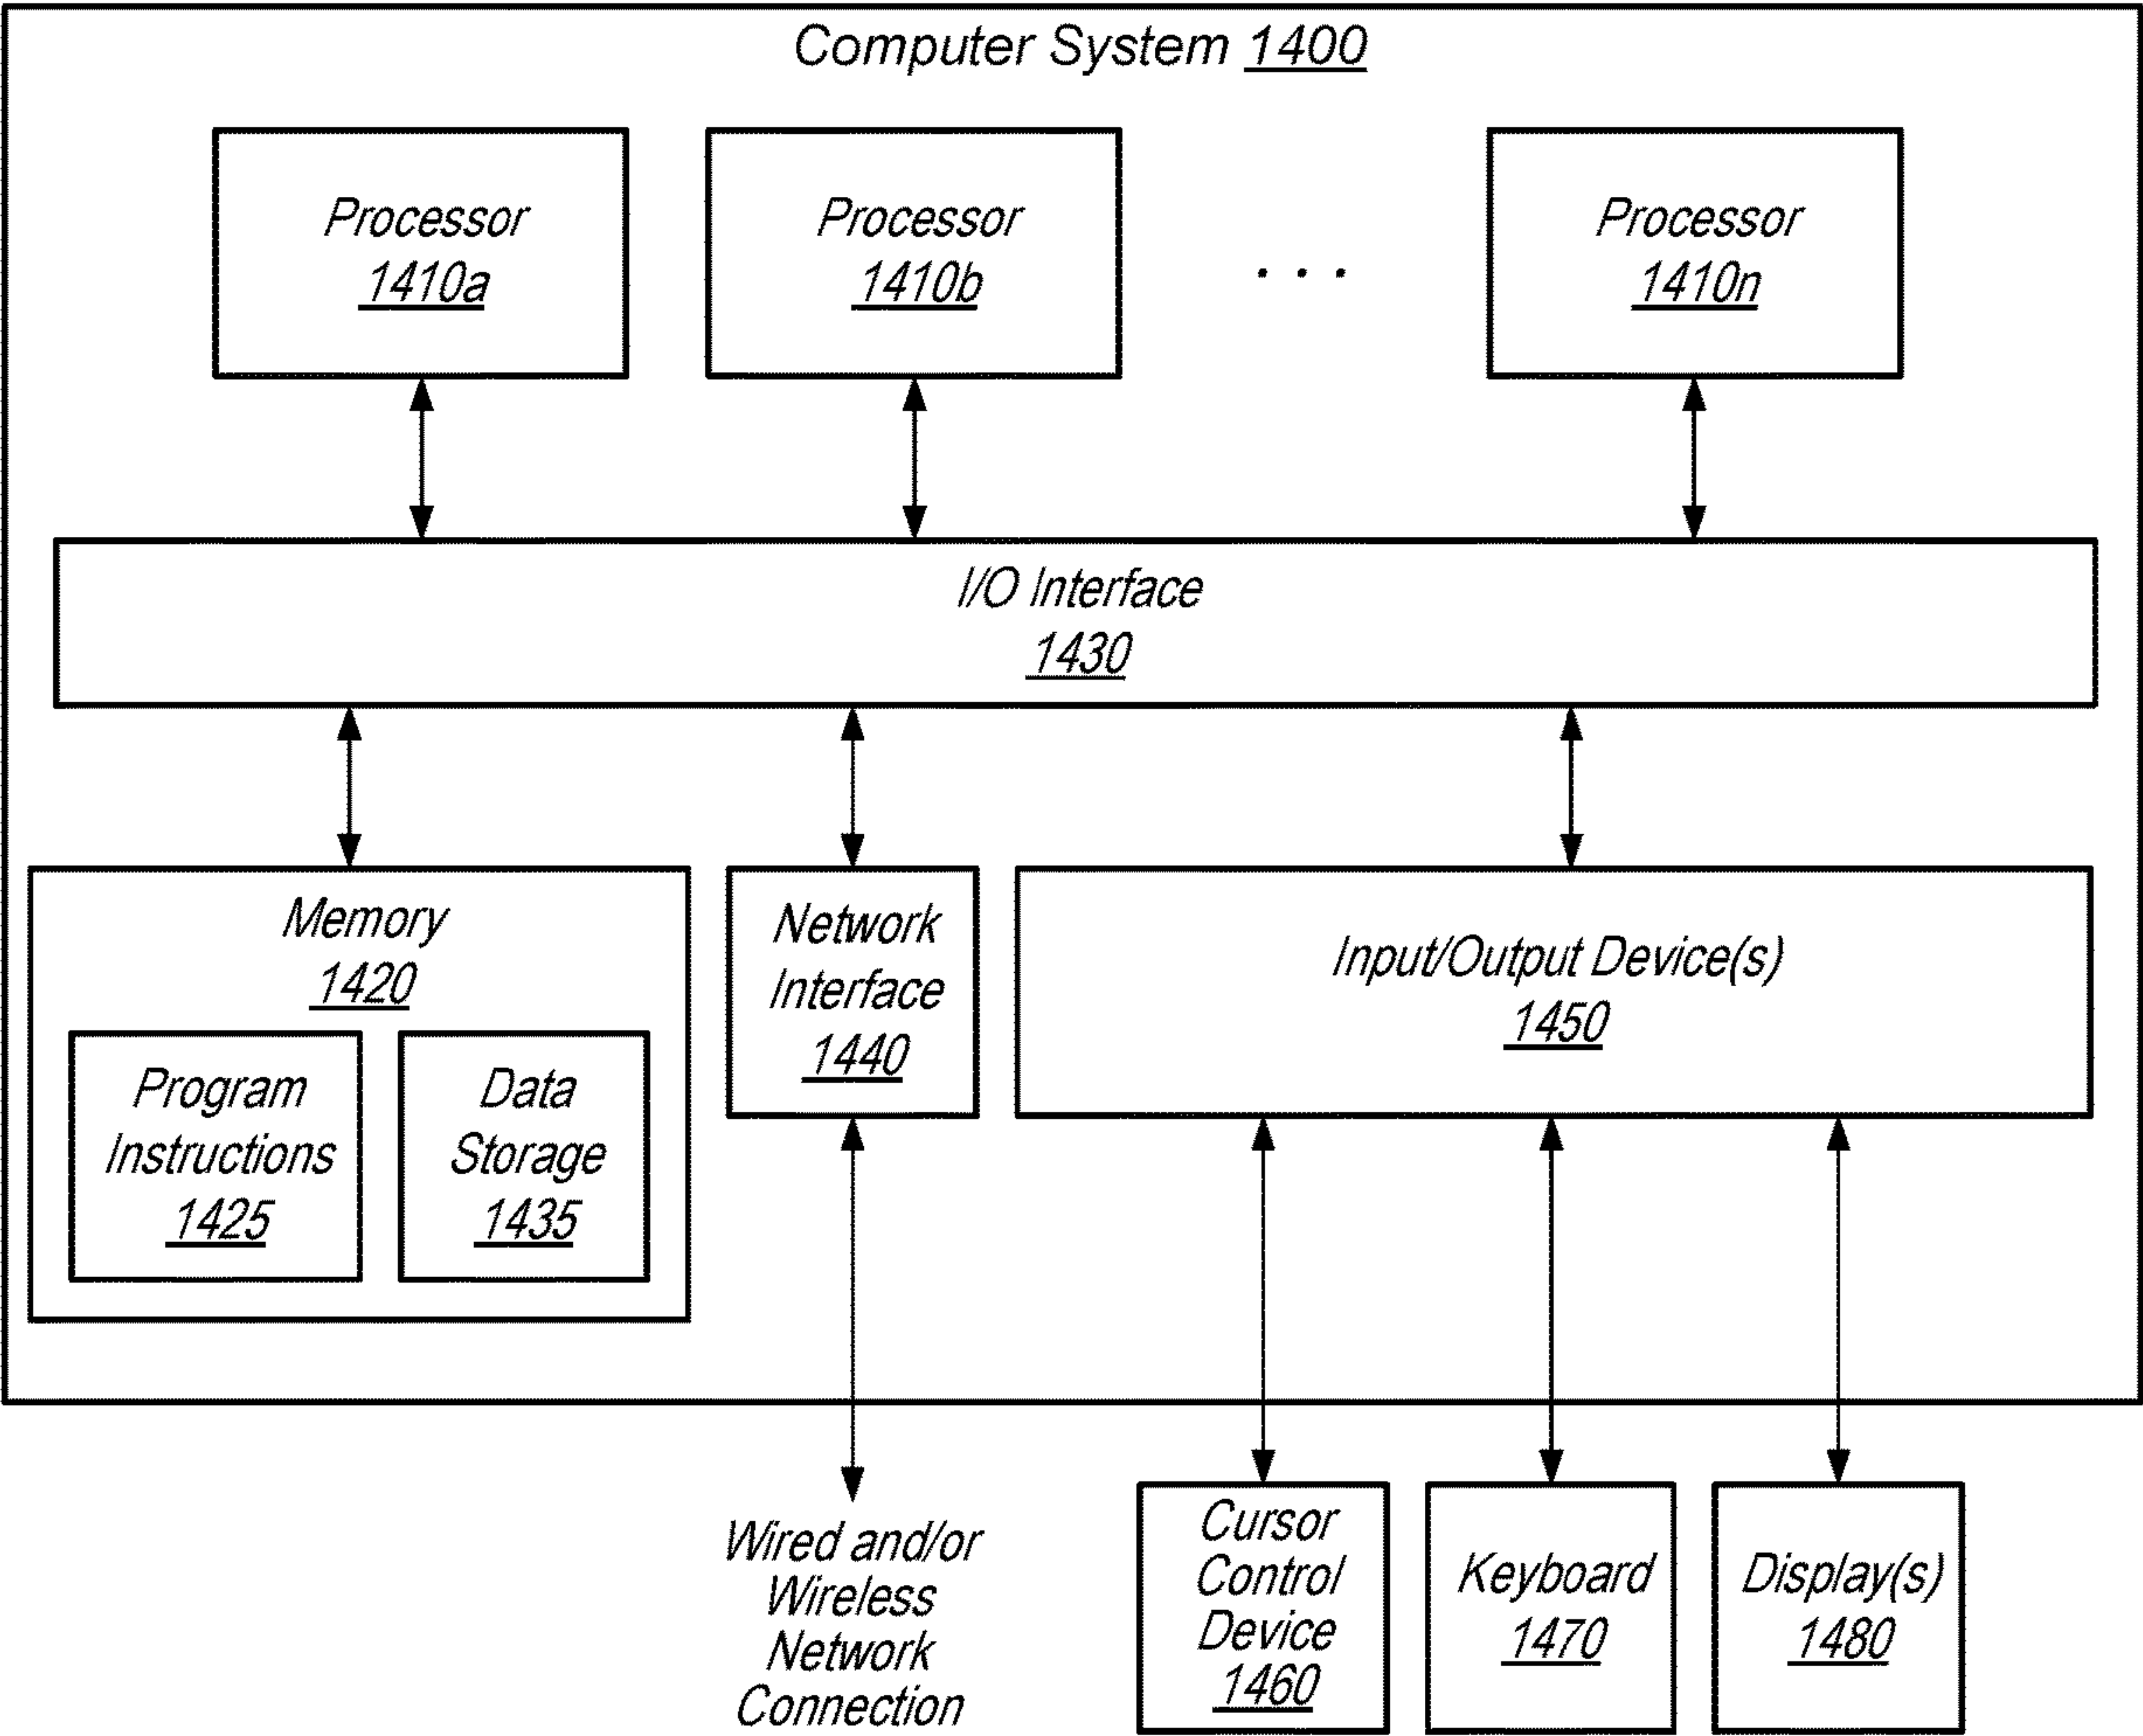 Computer System 1400
Processor
1410a
Processor
1410b
. . .
Processor
1410n
I/O Interface
1430
Memory
1420
Program
Instructions
1425
Data
Storage
1435
Network
Interface
1440
Input/Output Device(s)
1450
Wired and/or
Wireless
Network
Connection
Cursor
Control
Device
1460
Keyboard
1470
Display(s)
1480